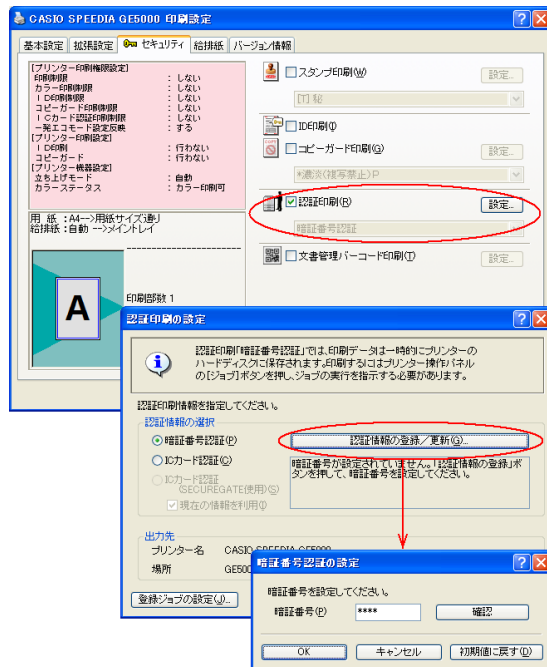 CASIO SPEEDIA GE5000 印刷設定
基本設定 拡張設定 セキュリティ 給排紙 バージョン情報
[プリンター印刷権限設定]
印刷制限 : しない
カラー印刷制限 : しない
ＩＤ印刷制限 : しない
コピーガード印刷制限 : しない
ＩＣカード認証印刷制限 : しない
一発エコモード設定反映 : する
[プリンター印刷設定]
ＩＤ印刷 : 行わない
コピーガード : 行わない
[プリンター機器設定]
立ち上げモード : 自動
カラーステータス : カラー印刷可
用 紙 :A4-->用紙サイズ通り
給排紙:自動 -->メイントレイ
A
印刷部数 1
スタンプ印刷(W) 設定...
[T] 秘
ID印刷(I)
コピーガード印刷(G) 設定...
*濃淡(複写禁止)P
認証印刷(R) 設定...
暗証番号認証
文書管理バーコード印刷(T) 設定...
認証印刷の設定
認証印刷「暗証番号認証」では、印刷データは一時的にプリンターの
ハードディスクに保存されます。印刷するにはプリンター操作パネル
の[ジョブ]ボタンを押し、ジョブの実行を指示する必要があります。
認証印刷情報を指定してください。
認証情報の選択
暗証番号認証(P) 認証情報の登録／更新(G)...
ICカード認証(C)
暗証番号が設定されていません。「認証情報の登録」ボ
タンを押して、暗証番号を設定してください。
ICカード認証
(SECUREGATE使用)(S)
現在の情報を利用(I)
出力先
プリンター名 CASIO SPEEDIA GE5000
場所 GE500
登録ジョブの設定(J)...
暗証番号認証の設定
暗証番号を設定してください。
暗証番号(P) **** 確認
OK キャンセル 初期値に戻す(D)